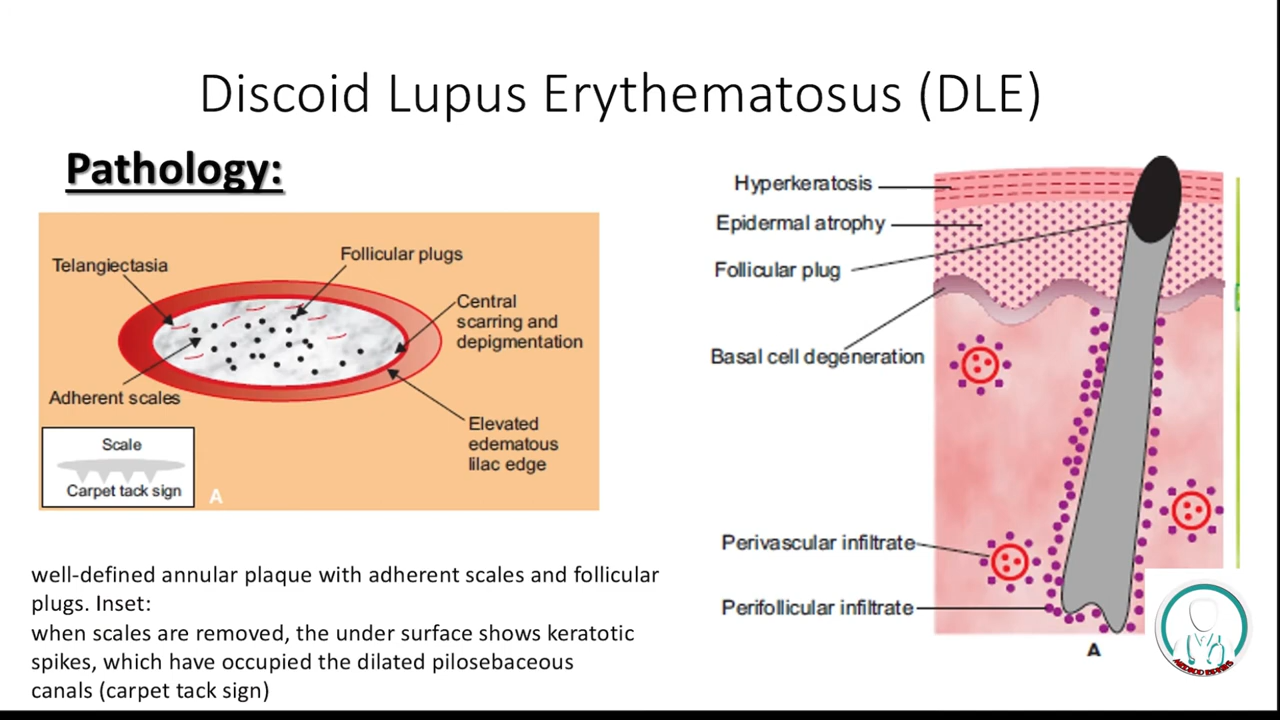 Discoid Lupus Erythematosus (DLE)
Pathology:
Telangiectasia
Follicular plugs
Central
scarring and
depigmentation
Adherent scales
Elevated
edematous
lilac edge
Scale
Carpet tack sign
A
well-defined annular plaque with adherent scales and follicular
plugs. Inset:
when scales are removed, the under surface shows keratotic
spikes, which have occupied the dilated pilosebaceous
canals (carpet tack sign)
Hyperkeratosis
Epidermal atrophy
Follicular plug
Basal cell degeneration
Perivascular infiltrate
Perifollicular infiltrate
A